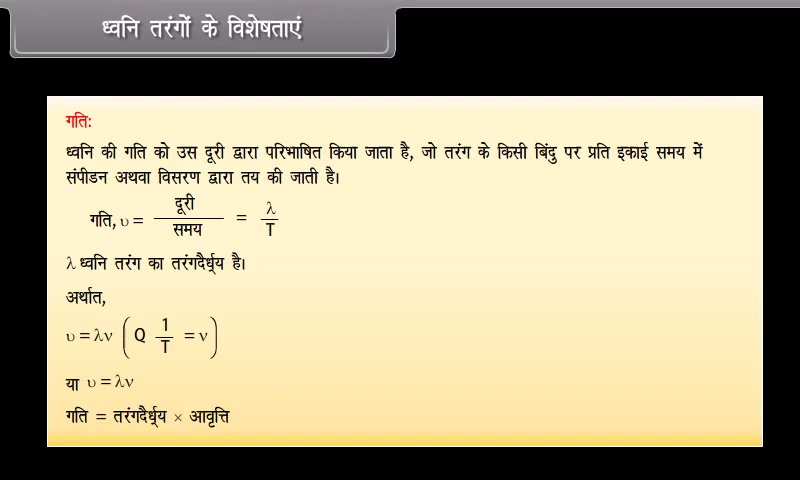 ध्वनि तरंगों के विशेषताएं
गति:
ध्वनि की गति को उस दूरी द्वारा परिभाषित किया जाता है, जो तरंग के किसी बिंदु पर प्रति इकाई समय में
संपीडन अथवा विसरण द्वारा तय की जाती है।
गति, υ = दूरी / समय = λ / T
λ ध्वनि तरंग का तरंगदैर्ध्य है।
अर्थात,
υ = λν ( Q 1 / T = ν )
या υ = λν
गति = तरंगदैर्ध्य × आवृत्ति